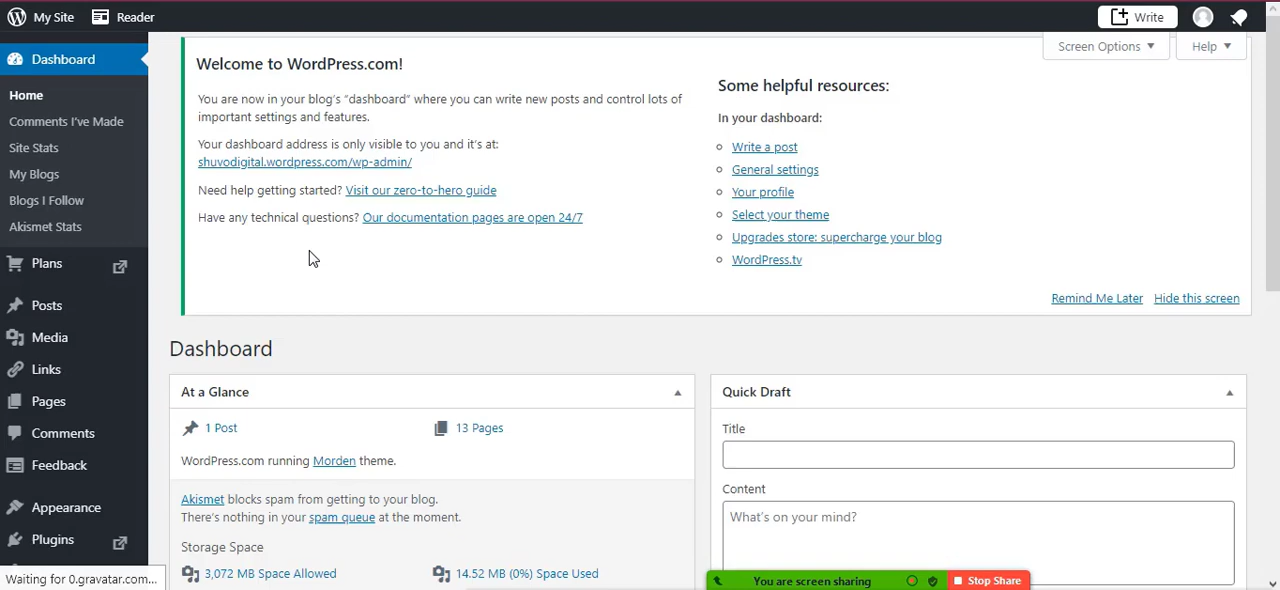 My Site
Reader
Write
Dashboard
Home
Comments I've Made
Site Stats
My Blogs
Blogs I Follow
Akismet Stats
Plans
Posts
Media
Links
Pages
Comments
Feedback
Appearance
Plugins
Waiting for 0.gravatar.com...
Screen Options
Help
Welcome to WordPress.com!
You are now in your blog's “dashboard” where you can write new posts and control lots of
important settings and features.
Your dashboard address is only visible to you and it's at:
shuvodigital.wordpress.com/wp-admin/
Need help getting started? Visit our zero-to-hero guide
Have any technical questions? Our documentation pages are open 24/7
Some helpful resources:
In your dashboard:
Write a post
General settings
Your profile
Select your theme
Upgrades store: supercharge your blog
WordPress.tv
Remind Me Later
Hide this screen
Dashboard
At a Glance
1 Post
13 Pages
WordPress.com running Morden theme.
Akismet blocks spam from getting to your blog.
There's nothing in your spam queue at the moment.
Storage Space
3,072 MB Space Allowed
14.52 MB (0%) Space Used
Quick Draft
Title
Content
What's on your mind?
You are screen sharing
Stop Share